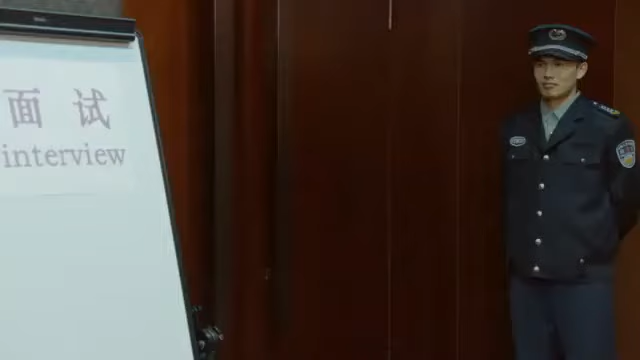 面 试
interview